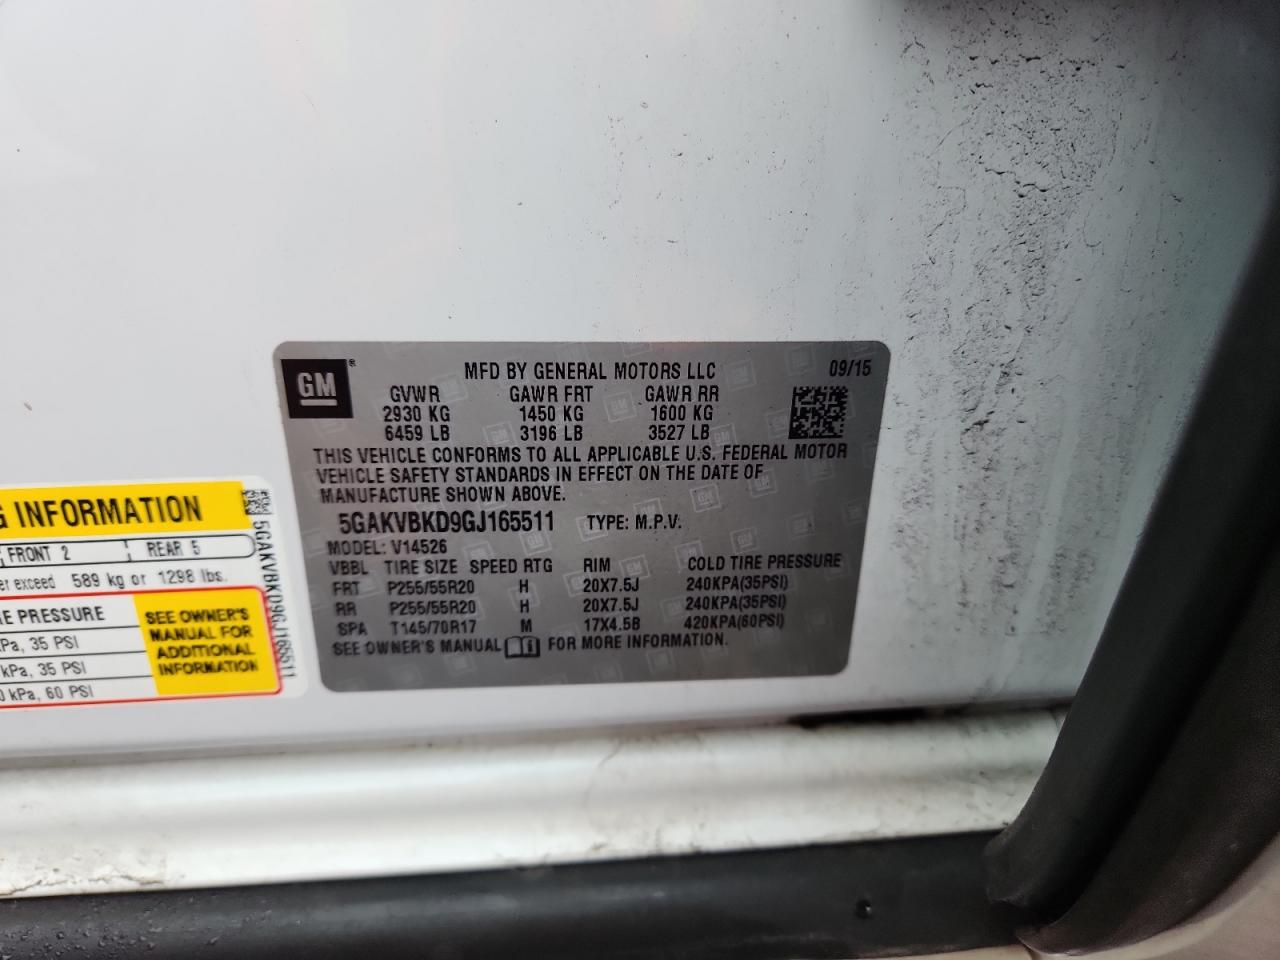 GM®
MFD BY GENERAL MOTORS LLC 09/15
GVWR GAWR FRT GAWR RR
2930 KG 1450 KG 1600 KG
6459 LB 3196 LB 3527 LB
THIS VEHICLE CONFORMS TO ALL APPLICABLE U.S. FEDERAL MOTOR
VEHICLE SAFETY STANDARDS IN EFFECT ON THE DATE OF
MANUFACTURE SHOWN ABOVE.
5GAKVBKD9GJ165511 TYPE: M.P.V.
MODEL: V14526
VBBL TIRE SIZE SPEED RTG RIM COLD TIRE PRESSURE
FRT P255/55R20 H 20X7.5J 240KPA(35PSI)
RR P255/55R20 H 20X7.5J 240KPA(35PSI)
SPA T145/70R17 M 17X4.5B 420KPA(60PSI)
SEE OWNER'S MANUAL FOR MORE INFORMATION.
INFORMATION
FRONT 2 REAR 5
exceed 589 kg or 1298 lbs.
PRESSURE
kPa, 35 PSI
kPa, 35 PSI
kPa, 60 PSI
SEE OWNER'S
MANUAL FOR
ADDITIONAL
INFORMATION
5GAKVBKD9GJ165511